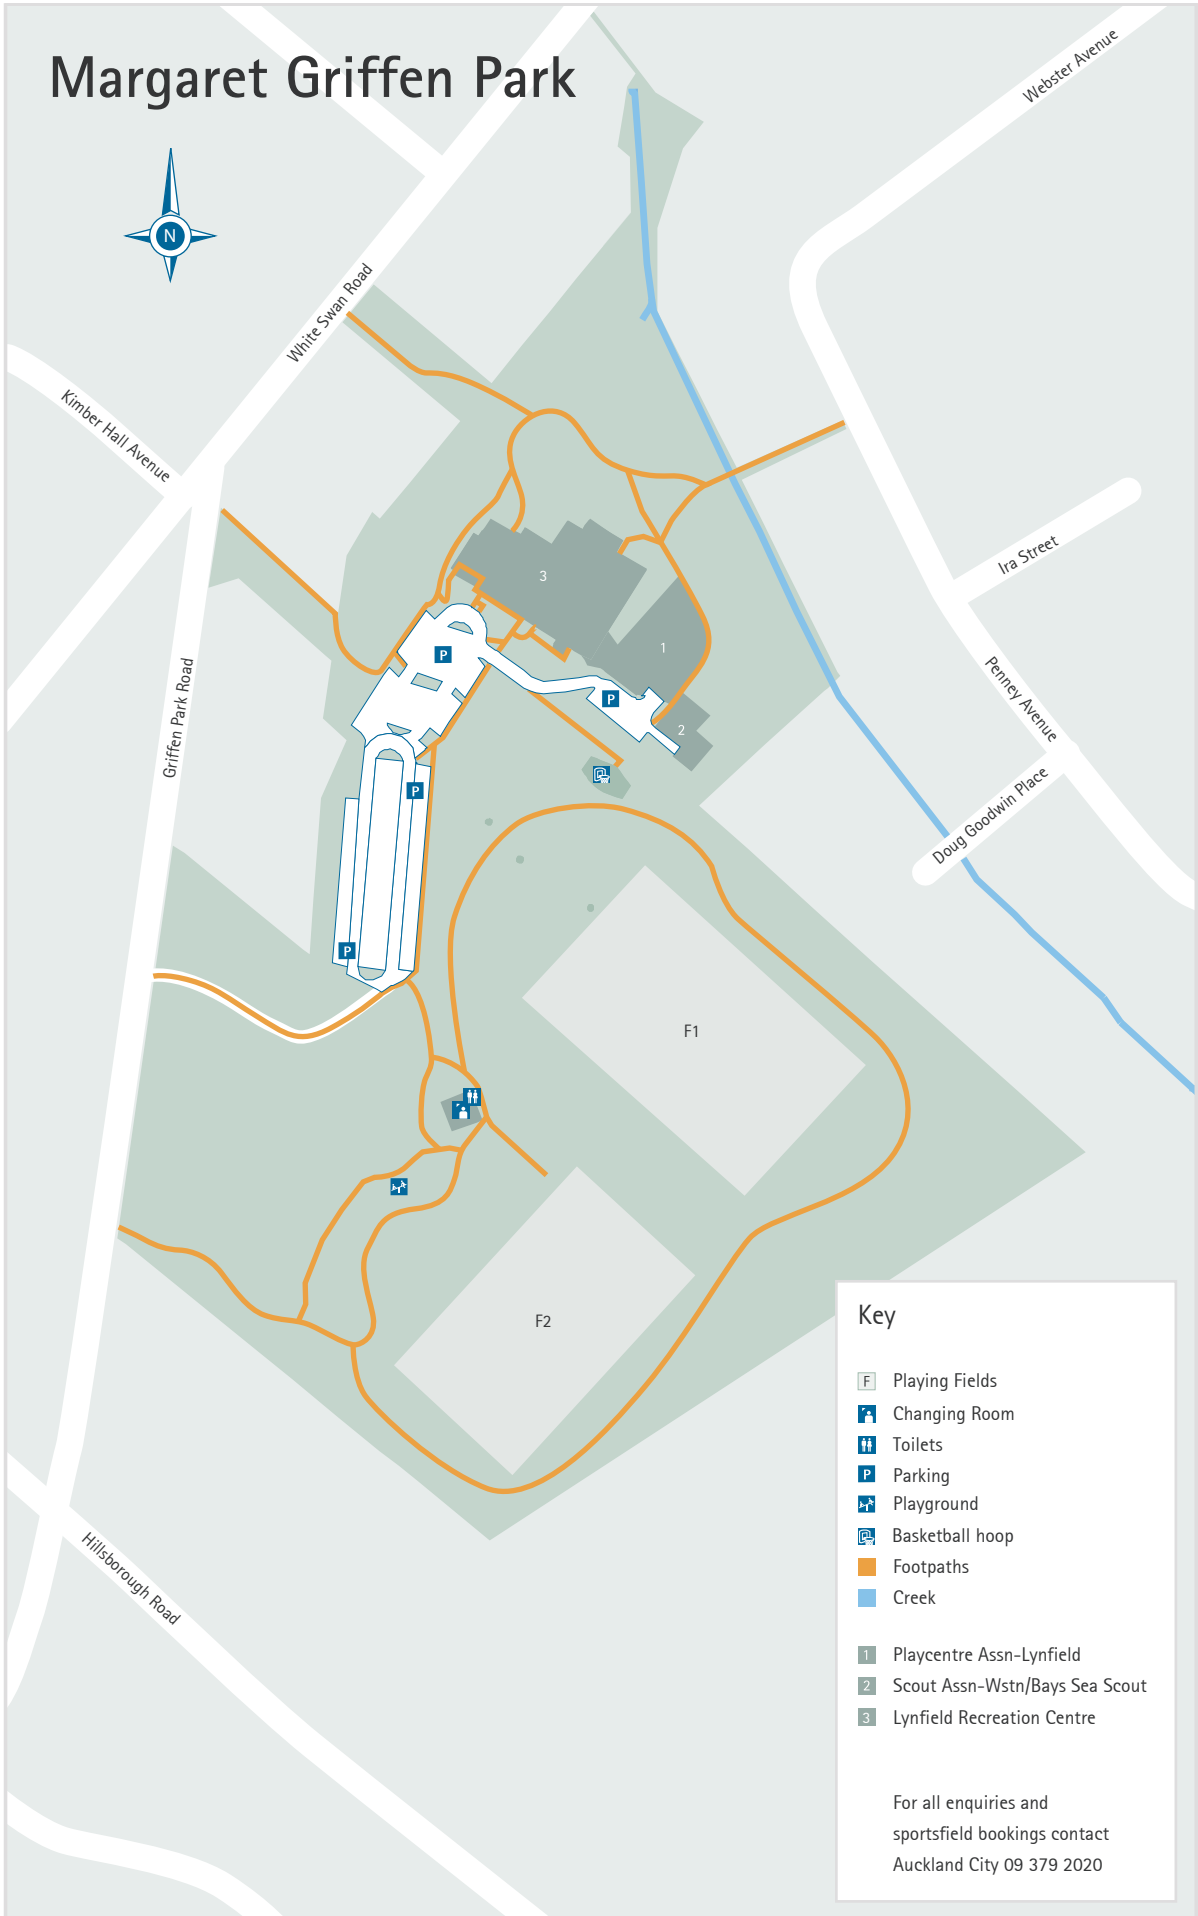 Margaret Griffen Park
Webster Avenue
N
White Swan Road
Kimber Hall Avenue
Ira Street
3
1
P
Griffen Park Road
Penney Avenue
P
2
P
Doug Goodwin Place
P
F1
F2
Hillsborough Road
Key
F Playing Fields
Changing Room
Toilets
P Parking
Playground
Basketball hoop
Footpaths
Creek
1 Playcentre Assn-Lynfield
2 Scout Assn-Wstn/Bays Sea Scout
3 Lynfield Recreation Centre
For all enquiries and
sportsfield bookings contact
Auckland City 09 379 2020